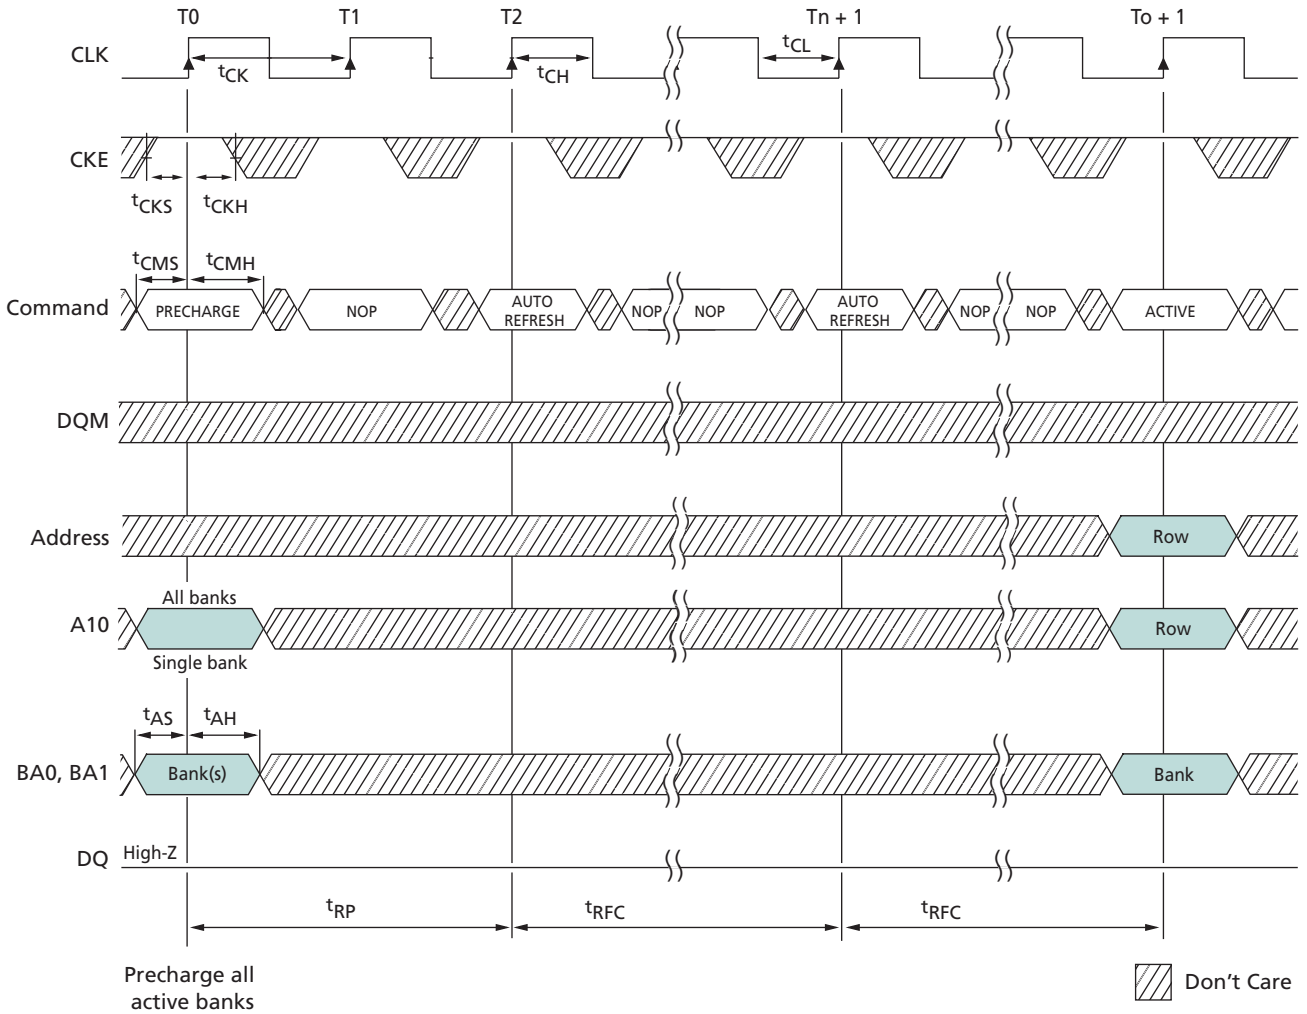 T0 T1 T2 Tn + 1 To + 1
CLK
tCK tCH tCL
CKE
tCKS tCKH
tCMS tCMH
Command PRECHARGE NOP AUTO REFRESH NOP NOP AUTO REFRESH NOP NOP ACTIVE
DQM
Address Row
All banks
A10 Row
Single bank
tAS tAH
BA0, BA1 Bank(s) Bank
DQ High-Z
tRP tRFC tRFC
Precharge all
active banks
Don't Care